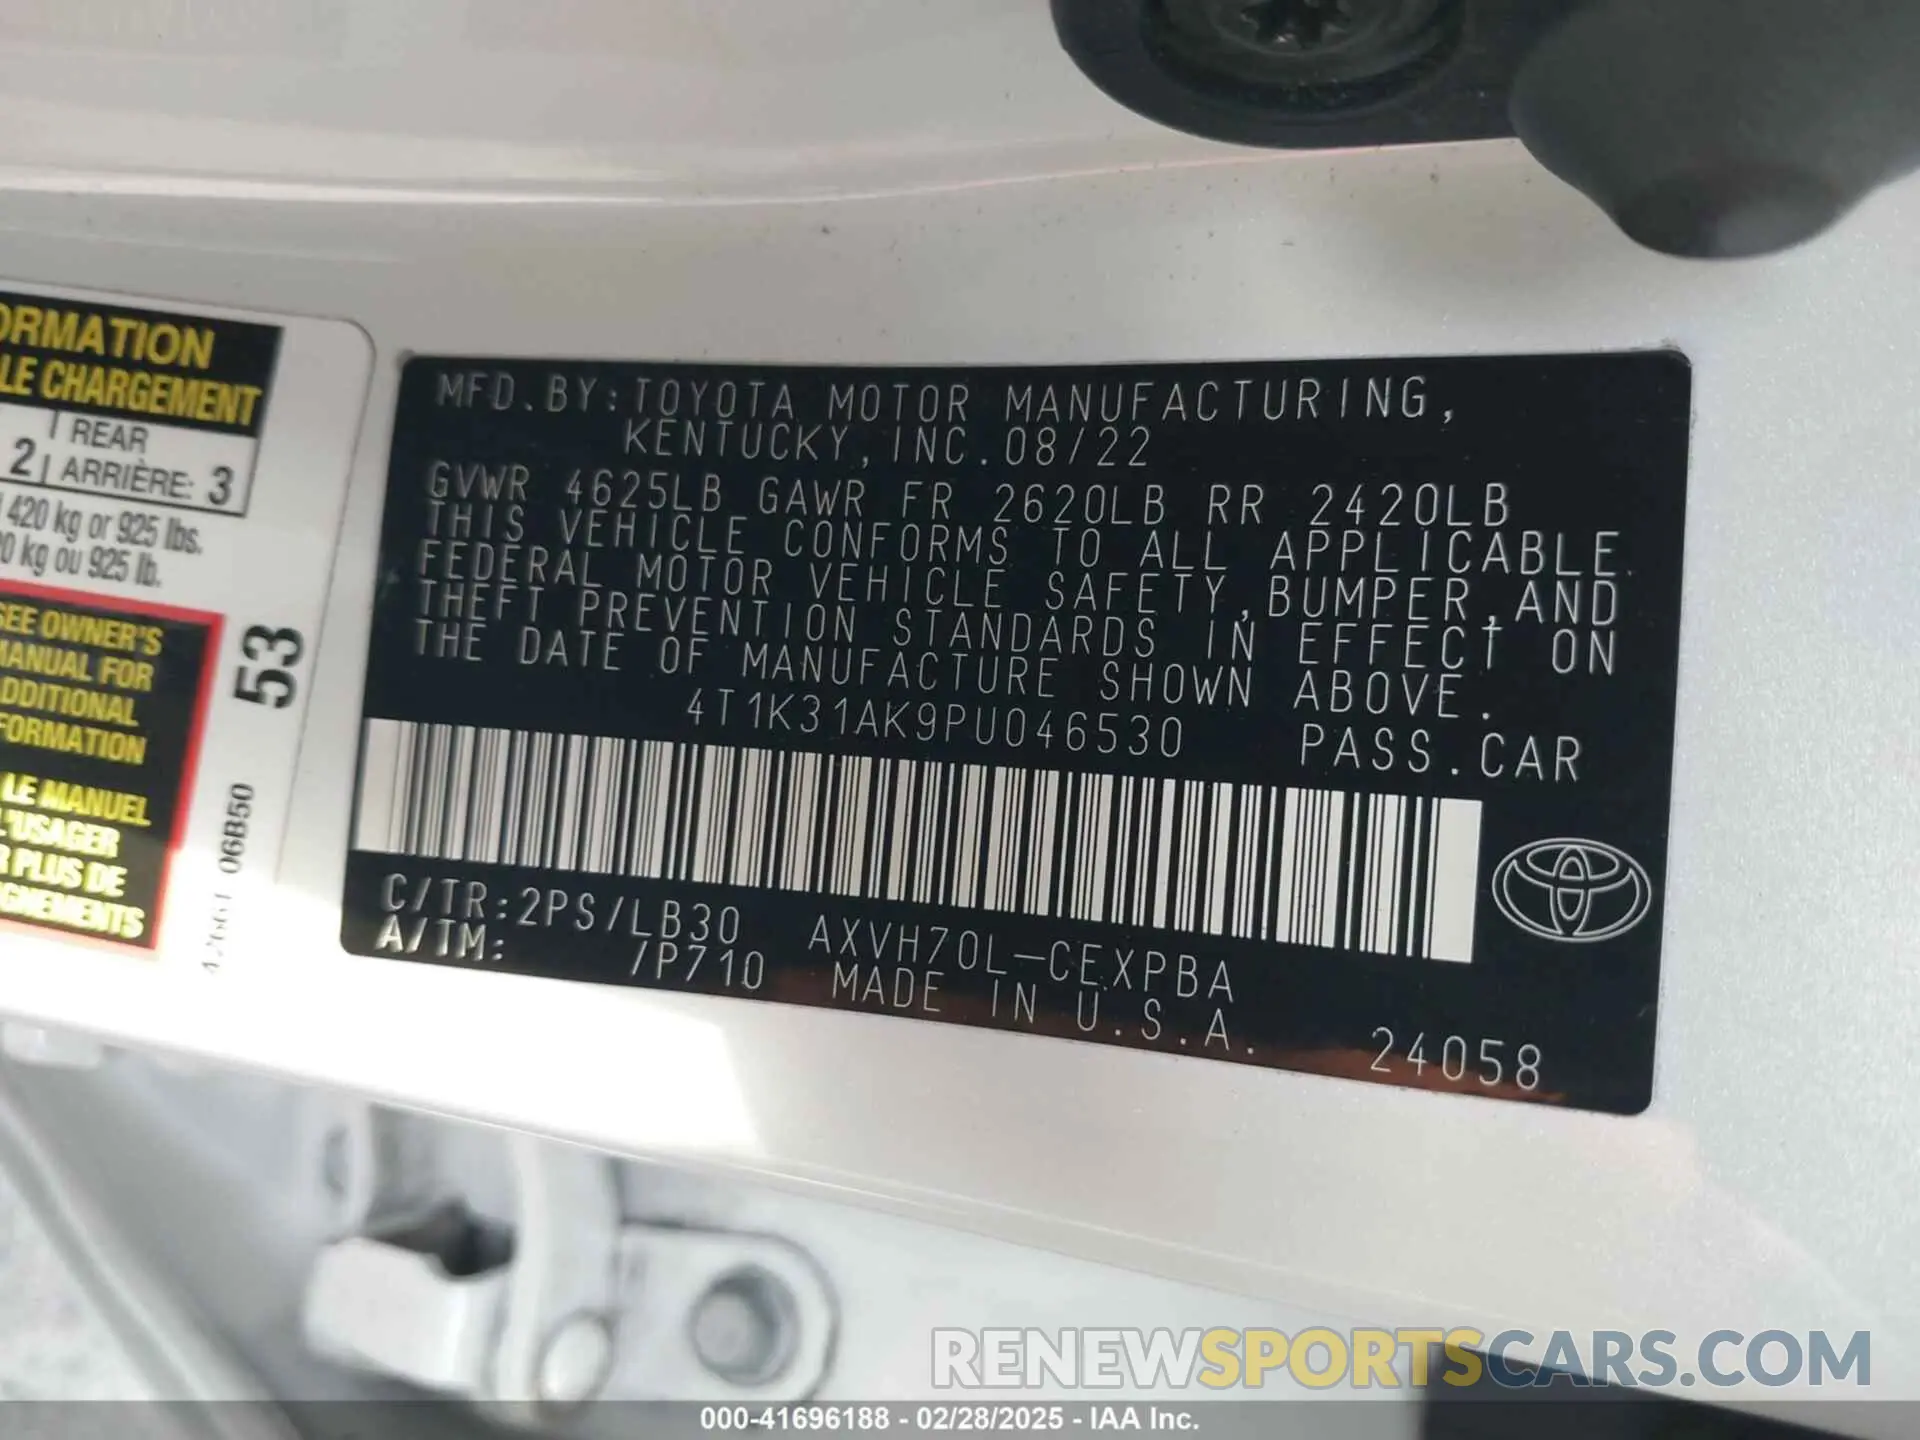 ORMATION
LE CHARGEMENT
REAR
2 ARRIÈRE: 3
420 kg or 925 lbs.
0 kg ou 925 lb.
SEE OWNER'S
MANUAL FOR
ADDITIONAL
FORMATION
LE MANUEL
L'USAGER
R PLUS DE
IGNEMENTS
53
42661 06B50
MFD.BY:TOYOTA MOTOR MANUFACTURING,
KENTUCKY,INC.08/22
GVWR 4625LB GAWR FR 2620LB RR 2420LB
THIS VEHICLE CONFORMS TO ALL APPLICABLE
FEDERAL MOTOR VEHICLE SAFETY,BUMPER,AND
THEFT PREVENTION STANDARDS IN EFFECT ON
THE DATE OF MANUFACTURE SHOWN ABOVE.
4T1K31AK9PU046530 PASS.CAR
C/TR:2PS/LB30 AXVH70L-CEXPBA
A/TM: /P710 MADE IN U.S.A.
24058
RENEWSPORTSCARS.COM
000-41696188 - 02/28/2025 - IAA Inc.